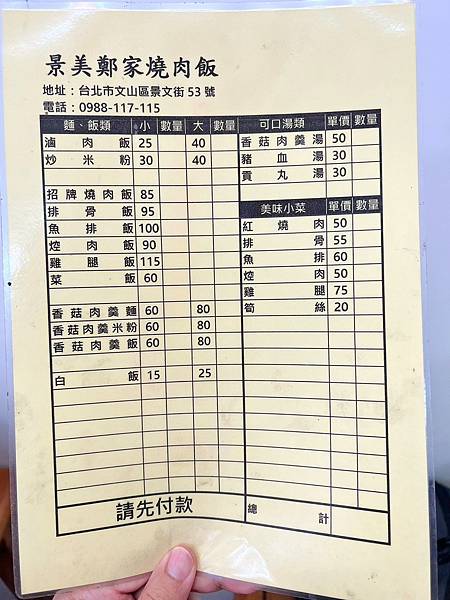 景美鄭家燒肉飯
地址：台北市文山區景文街 53 號
電話：0988-117-115
麵、飯類 小 數量 大 數量
滷肉飯 25 40
炒米粉 30 40
招牌燒肉飯 85
排骨飯 95
魚排飯 100
焢肉飯 90
雞腿飯 115
菜飯 60
香菇肉羹麵 60 80
香菇肉羹米粉 60 80
香菇肉羹飯 60 80
白飯 15 25
請先付款
可口湯類 單價 數量
香菇肉羹湯 50
豬血湯 30
貢丸湯 30
美味小菜 單價 數量
紅燒肉 50
排骨 55
魚排 60
焢肉 50
雞腿 75
筍絲 20
總計